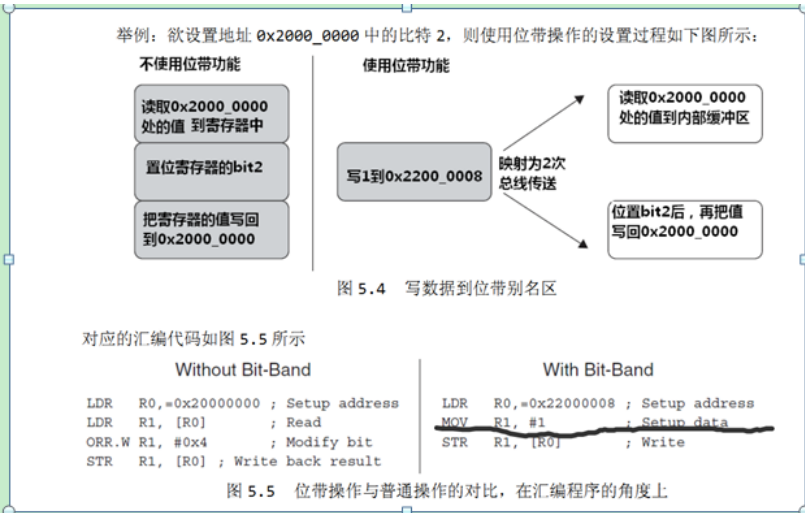 举例：欲设置地址 0x2000_0000 中的比特 2，则使用位带操作的设置过程如下图所示：
不使用位带功能
使用位带功能
读取0x2000_0000
处的值 到寄存器中
置位寄存器的bit2
把寄存器的值写回
到0x2000_0000
写1到0x2200_0008
映射为2次
总线传送
读取0x2000_0000
处的值到内部缓冲区
位置bit2后，再把值
写回0x2000_0000
图 5.4 写数据到位带别名区
对应的汇编代码如图 5.5 所示
Without Bit-Band
LDR R0,=0x20000000 ; Setup address
LDR R1, [R0] ; Read
ORR.W R1, #0x4 ; Modify bit
STR R1, [R0] ; Write back result
With Bit-Band
LDR R0,=0x22000008 ; Setup address
MOV R1, #1 ; Setup data
STR R1, [R0] ; Write
图 5.5 位带操作与普通操作的对比，在汇编程序的角度上